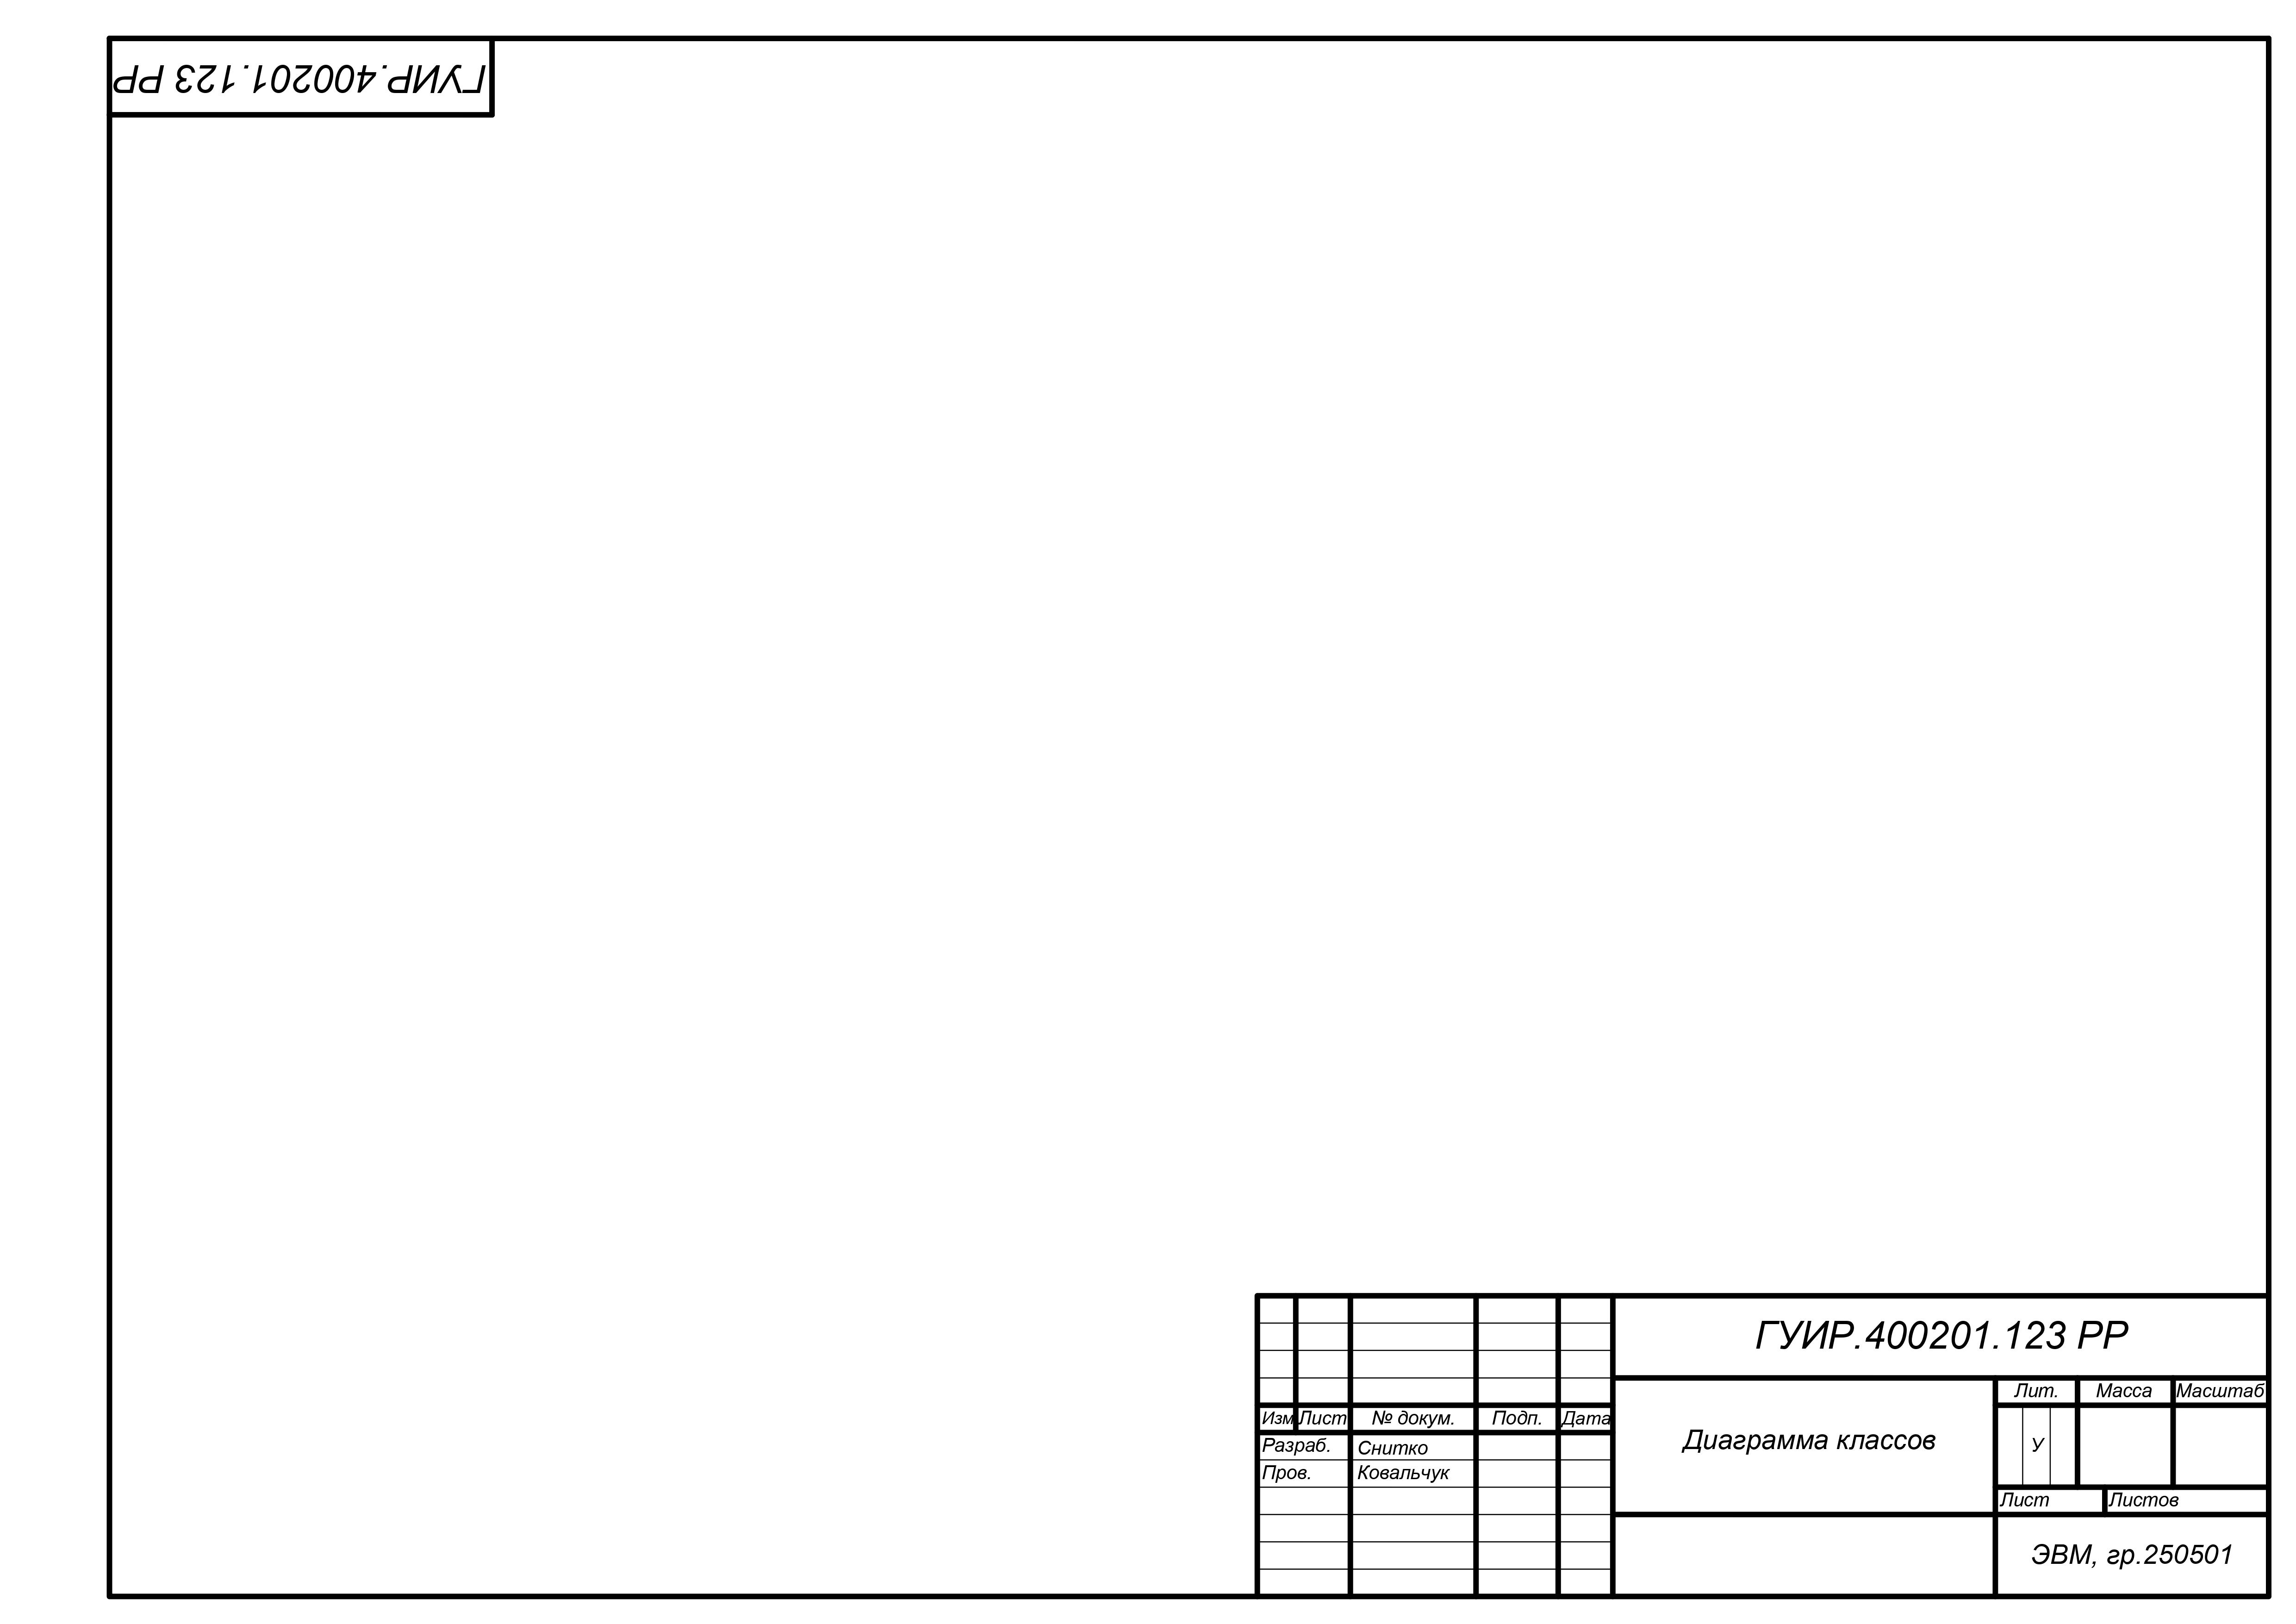 ГУИР.400201.123 РР
ГУИР.400201.123 РР
Лит. Масса Масштаб
Изм Лист № докум. Подп. Дата
Диаграмма классов
У
Разраб. Снитко
Пров. Ковальчук
Лист Листов
ЭВМ, гр.250501